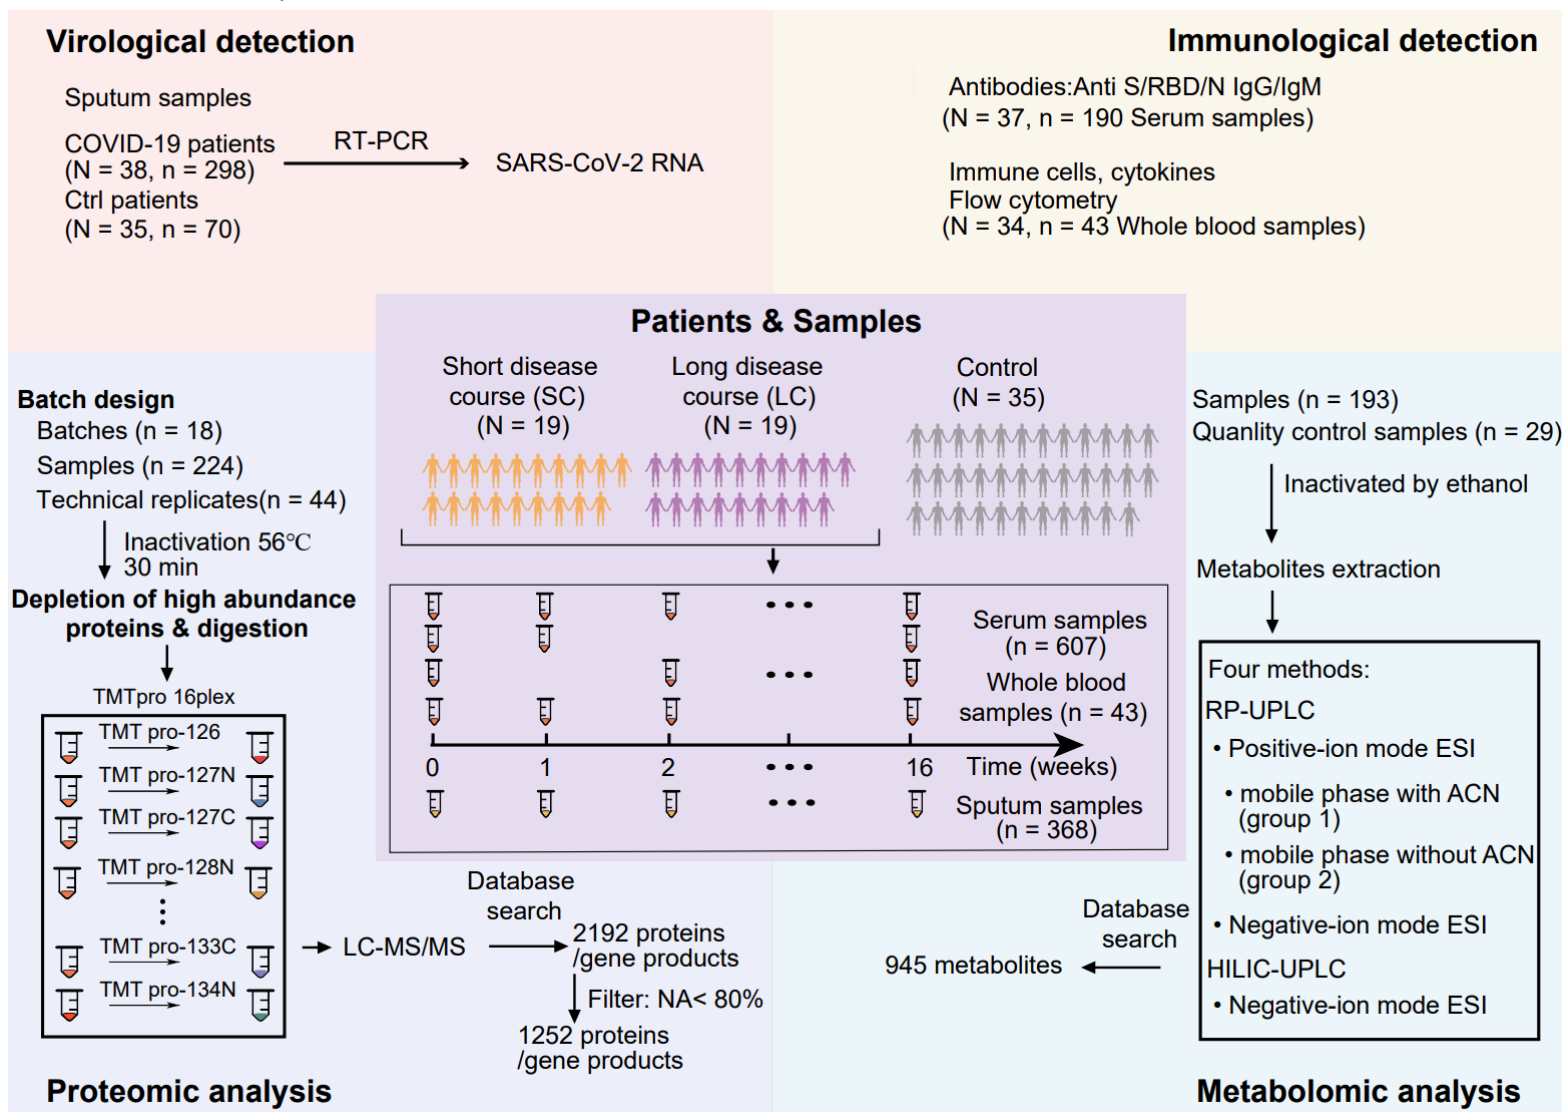 Virological detection
Sputum samples
COVID-19 patients
(N = 38, n = 298)
Ctrl patients
(N = 35, n = 70)
RT-PCR
SARS-CoV-2 RNA
Immunological detection
Antibodies:Anti S/RBD/N IgG/IgM
(N = 37, n = 190 Serum samples)
Immune cells, cytokines
Flow cytometry
(N = 34, n = 43 Whole blood samples)
Patients & Samples
Short disease
course (SC)
(N = 19)
Long disease
course (LC)
(N = 19)
Control
(N = 35)
Serum samples
(n = 607)
Whole blood
samples (n = 43)
0
1
2
•••
16
Time (weeks)
Sputum samples
(n = 368)
Batch design
Batches (n = 18)
Samples (n = 224)
Technical replicates(n = 44)
Inactivation 56℃
30 min
Depletion of high abundance
proteins & digestion
TMTpro 16plex
TMT pro-126
TMT pro-127N
TMT pro-127C
TMT pro-128N
TMT pro-133C
TMT pro-134N
LC-MS/MS
Database
search
2192 proteins
/gene products
Filter: NA< 80%
1252 proteins
/gene products
Proteomic analysis
Samples (n = 193)
Quanlity control samples (n = 29)
Inactivated by ethanol
Metabolites extraction
Four methods:
RP-UPLC
• Positive-ion mode ESI
• mobile phase with ACN
(group 1)
• mobile phase without ACN
(group 2)
• Negative-ion mode ESI
HILIC-UPLC
• Negative-ion mode ESI
Database
search
945 metabolites
Metabolomic analysis